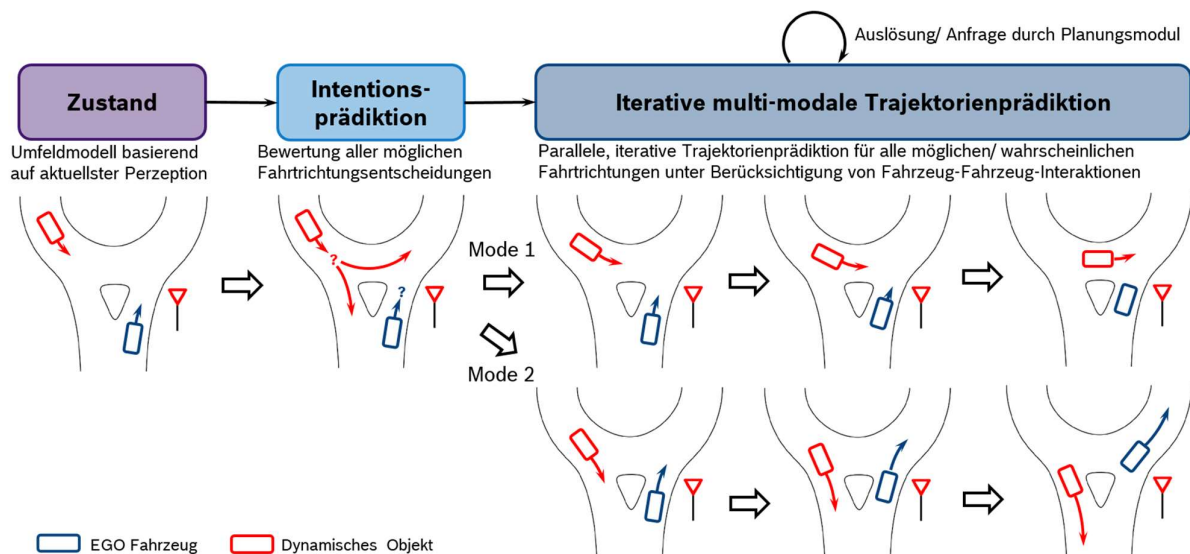 Auslösung/ Anfrage durch Planungsmodul
Zustand
Intentions-
prädiktion
Iterative multi-modale Trajektorienprädiktion
Umfeldmodell basierend
auf aktuellster Perzeption
Bewertung aller möglichen
Fahrtrichtungsentscheidungen
Parallele, iterative Trajektorienprädiktion für alle möglichen/ wahrscheinlichen
Fahrtrichtungen unter Berücksichtigung von Fahrzeug-Fahrzeug-Interaktionen
Mode 1
?
?
Mode 2
EGO Fahrzeug
Dynamisches Objekt